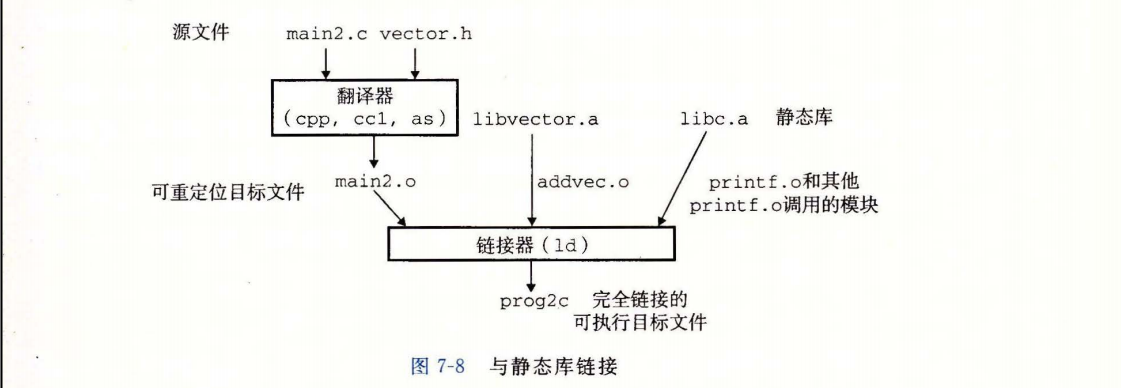 源文件 main2.c vector.h
翻译器
(cpp, cc1, as) libvector.a libc.a 静态库
可重定位目标文件 main2.o addvec.o printf.o和其他
printf.o调用的模块
链接器(ld)
prog2c 完全链接的
可执行目标文件
图 7-8 与静态库链接